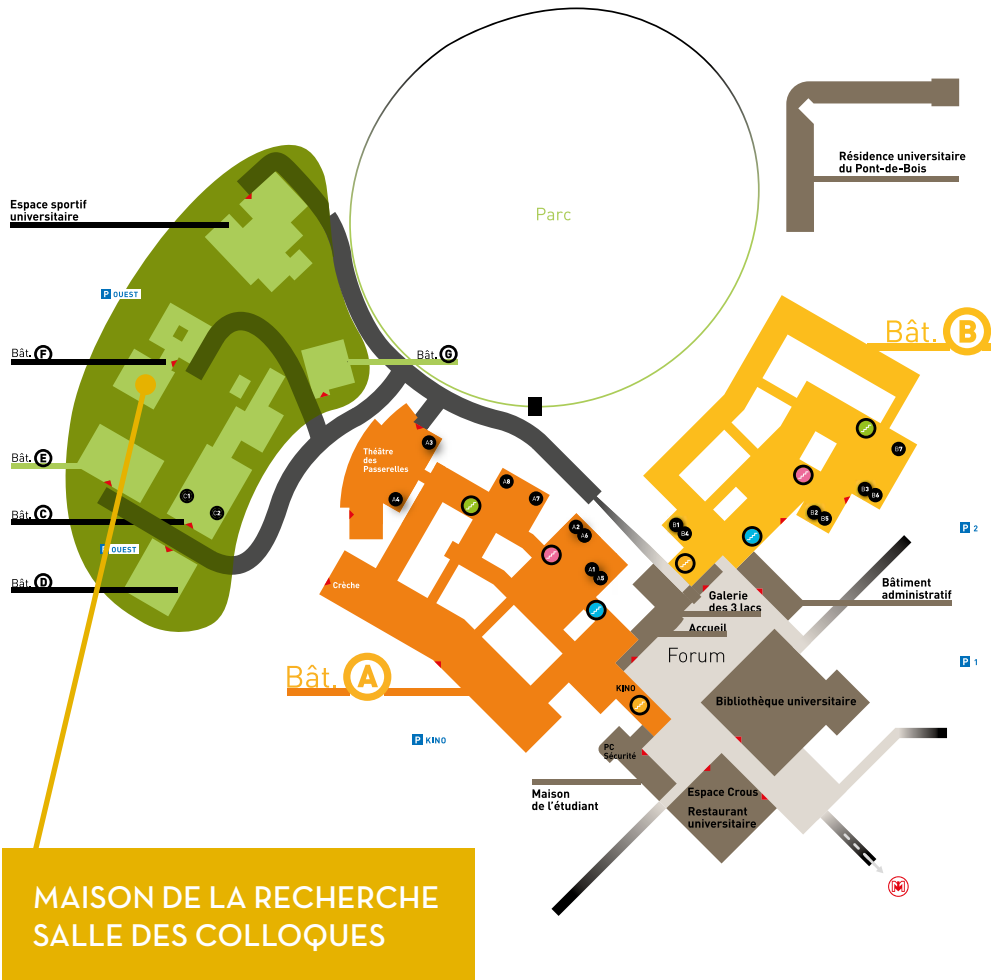 Résidence universitaire
du Pont-de-Bois
Espace sportif
universitaire
Parc
P OUEST
Bât. B
Bât. F
Bât. G
Théâtre
des
Passerelles
A3
A4
A8
A7
A2
A6
A1
A5
B7
B3
B6
B2
B5
B1
B4
Bât. E
C1
C2
Bât. C
P OUEST
Bât. D
P 2
Crèche
Galerie
des 3 lacs
Bâtiment
administratif
Accueil
Forum
P 1
Bât. A
KINO
Bibliothèque universitaire
P KINO
PC
Sécurité
Maison
de l'étudiant
Espace Crous
Restaurant
universitaire
M
MAISON DE LA RECHERCHE
SALLE DES COLLOQUES